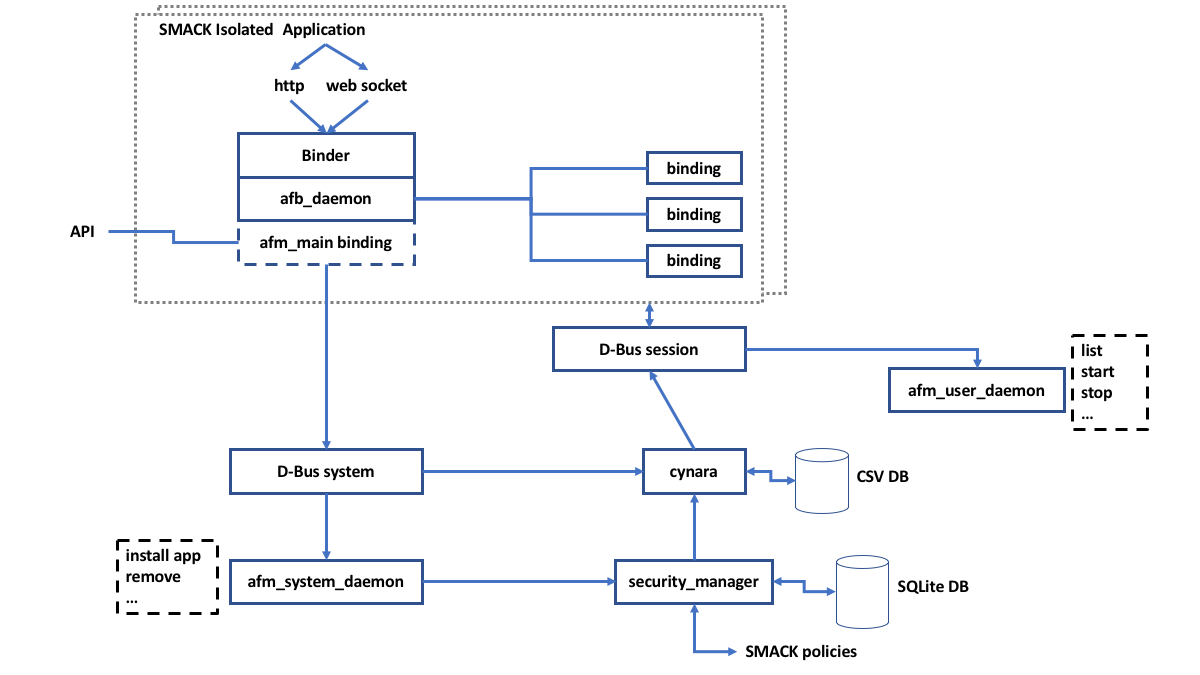 SMACK Isolated Application
http
web socket
Binder
afb_daemon
afm_main binding
API
binding
binding
binding
D-Bus session
afm_user_daemon
list
start
stop
...
D-Bus system
cynara
CSV DB
install app
remove
...
afm_system_daemon
security_manager
SQLite DB
SMACK policies